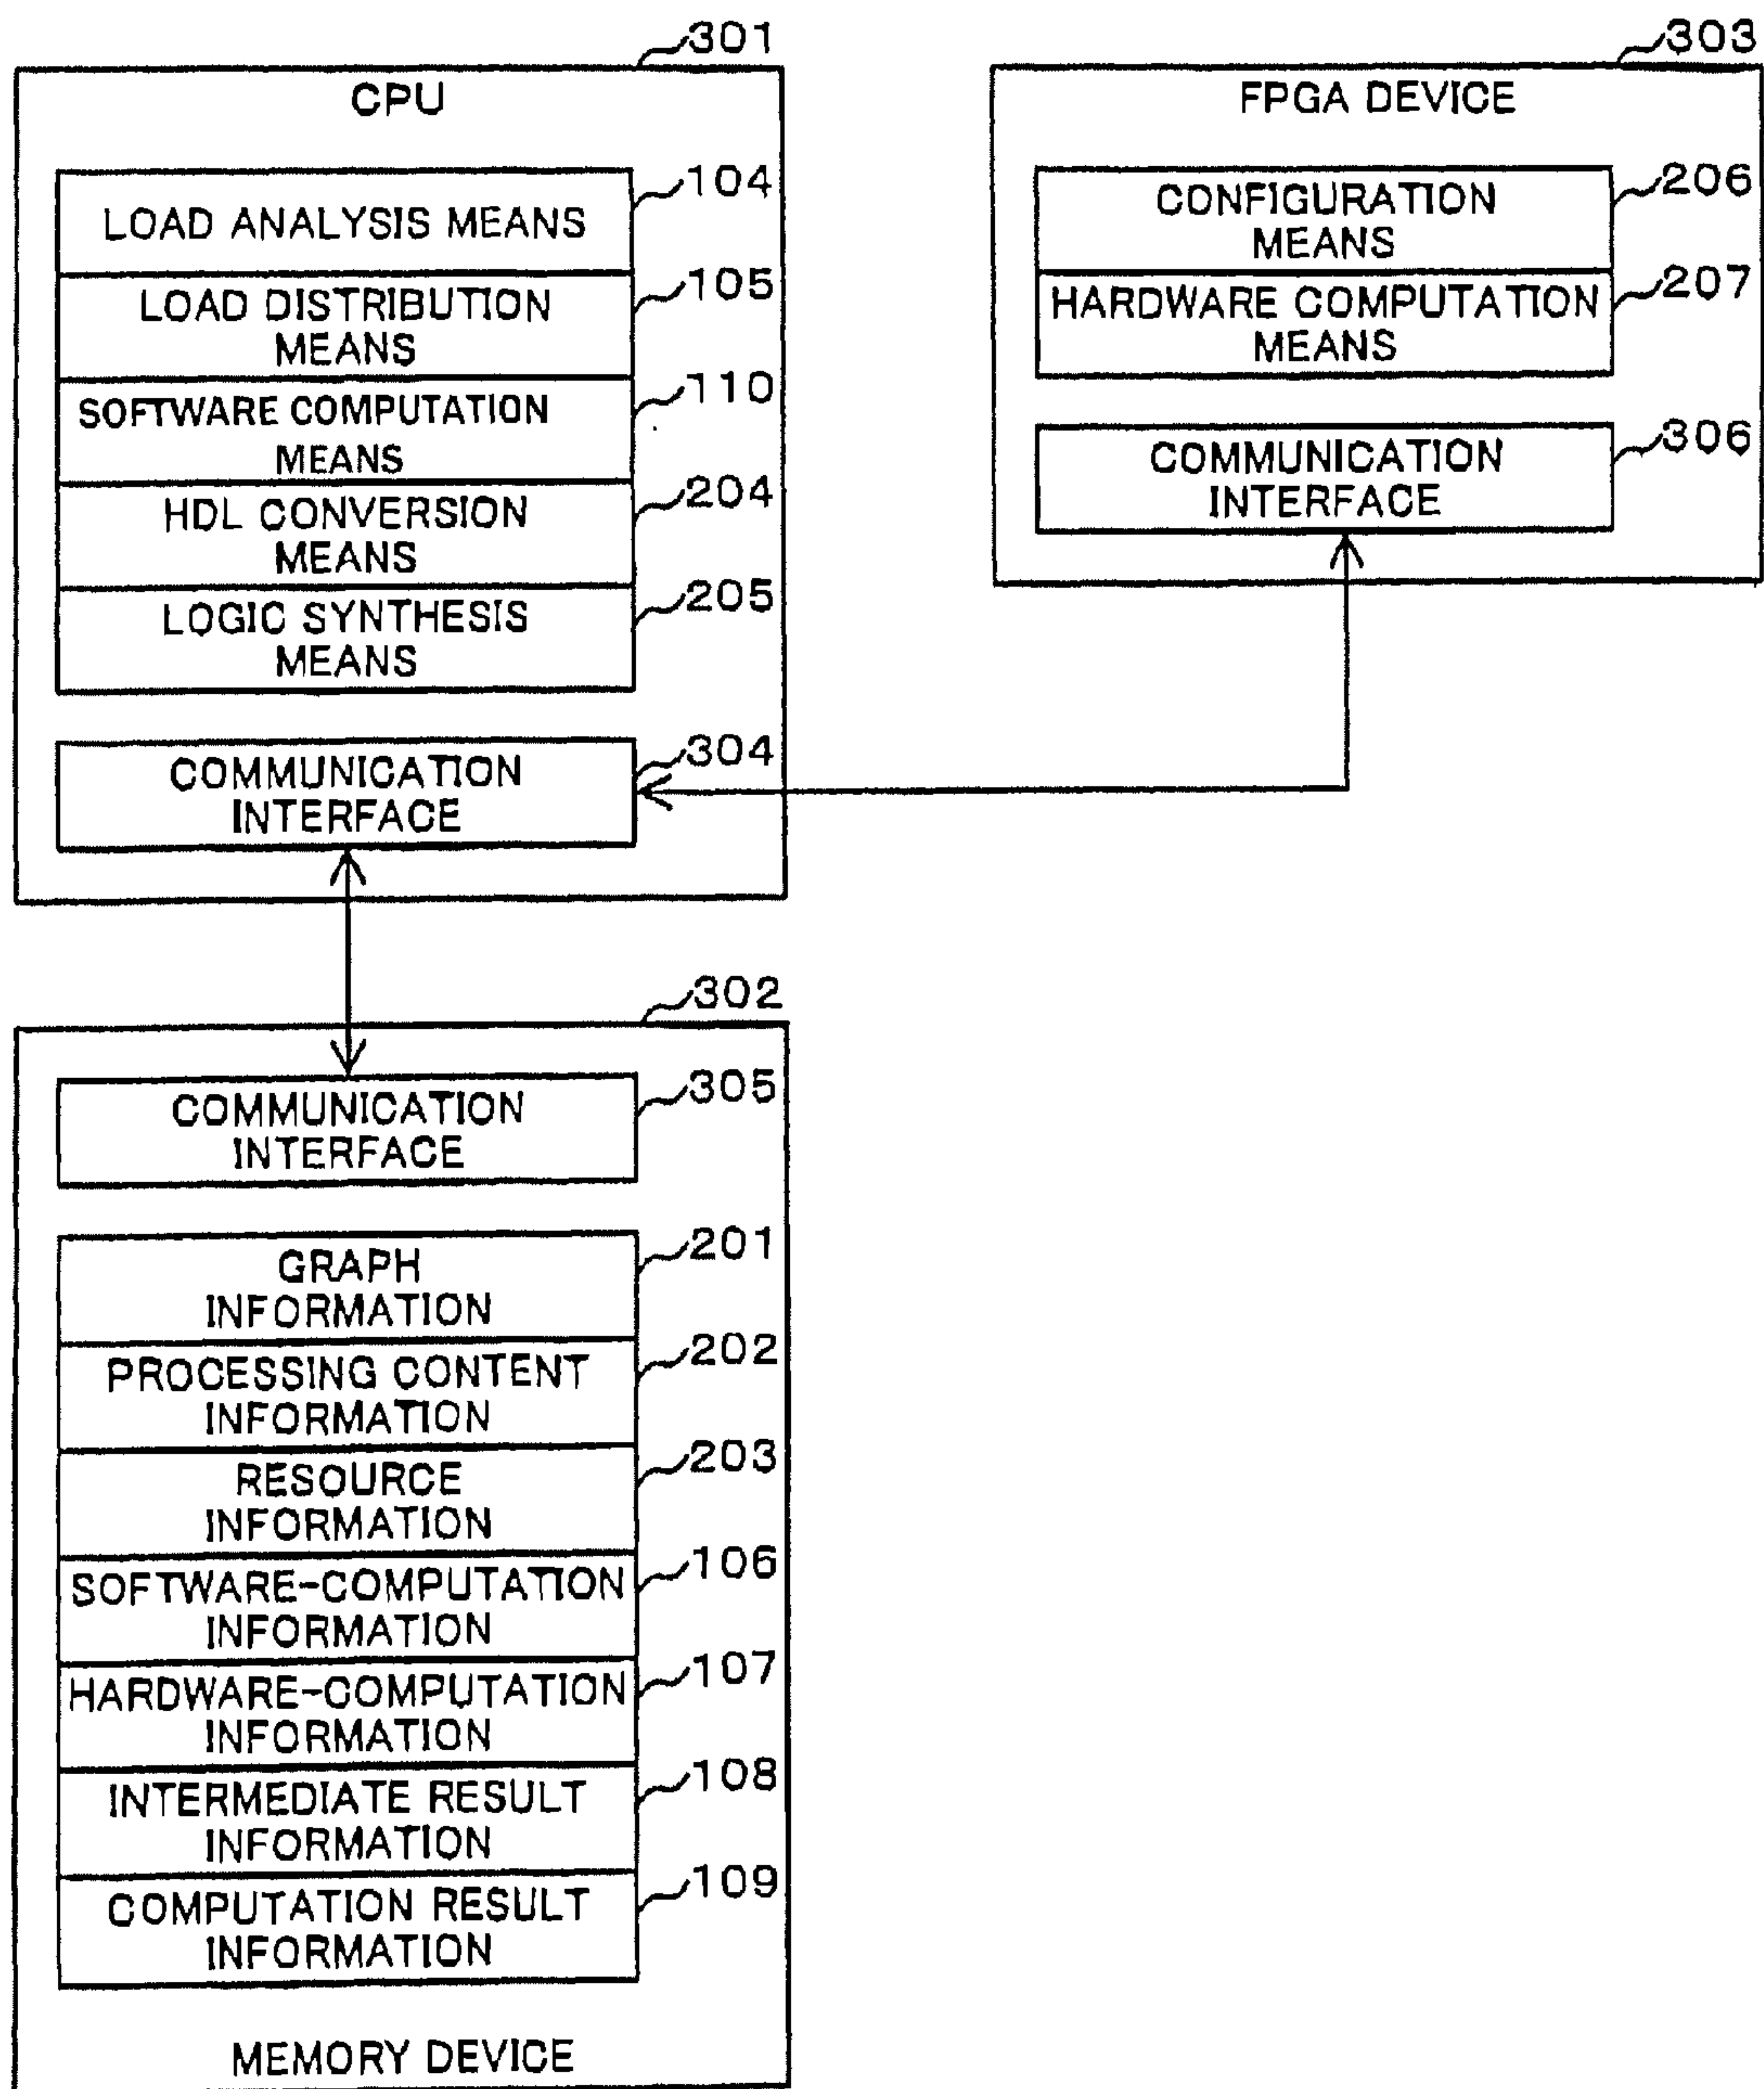 301
CPU
104
LOAD ANALYSIS MEANS
105
LOAD DISTRIBUTION
MEANS
110
SOFTWARE COMPUTATION
MEANS
204
HDL CONVERSION
MEANS
205
LOGIC SYNTHESIS
MEANS
304
COMMUNICATION
INTERFACE
303
FPGA DEVICE
206
CONFIGURATION
MEANS
207
HARDWARE COMPUTATION
MEANS
306
COMMUNICATION
INTERFACE
302
305
COMMUNICATION
INTERFACE
201
GRAPH
INFORMATION
202
PROCESSING CONTENT
INFORMATION
203
RESOURCE
INFORMATION
106
SOFTWARE-COMPUTATION
INFORMATION
107
HARDWARE-COMPUTATION
INFORMATION
108
INTERMEDIATE RESULT
INFORMATION
109
COMPUTATION RESULT
INFORMATION
MEMORY DEVICE